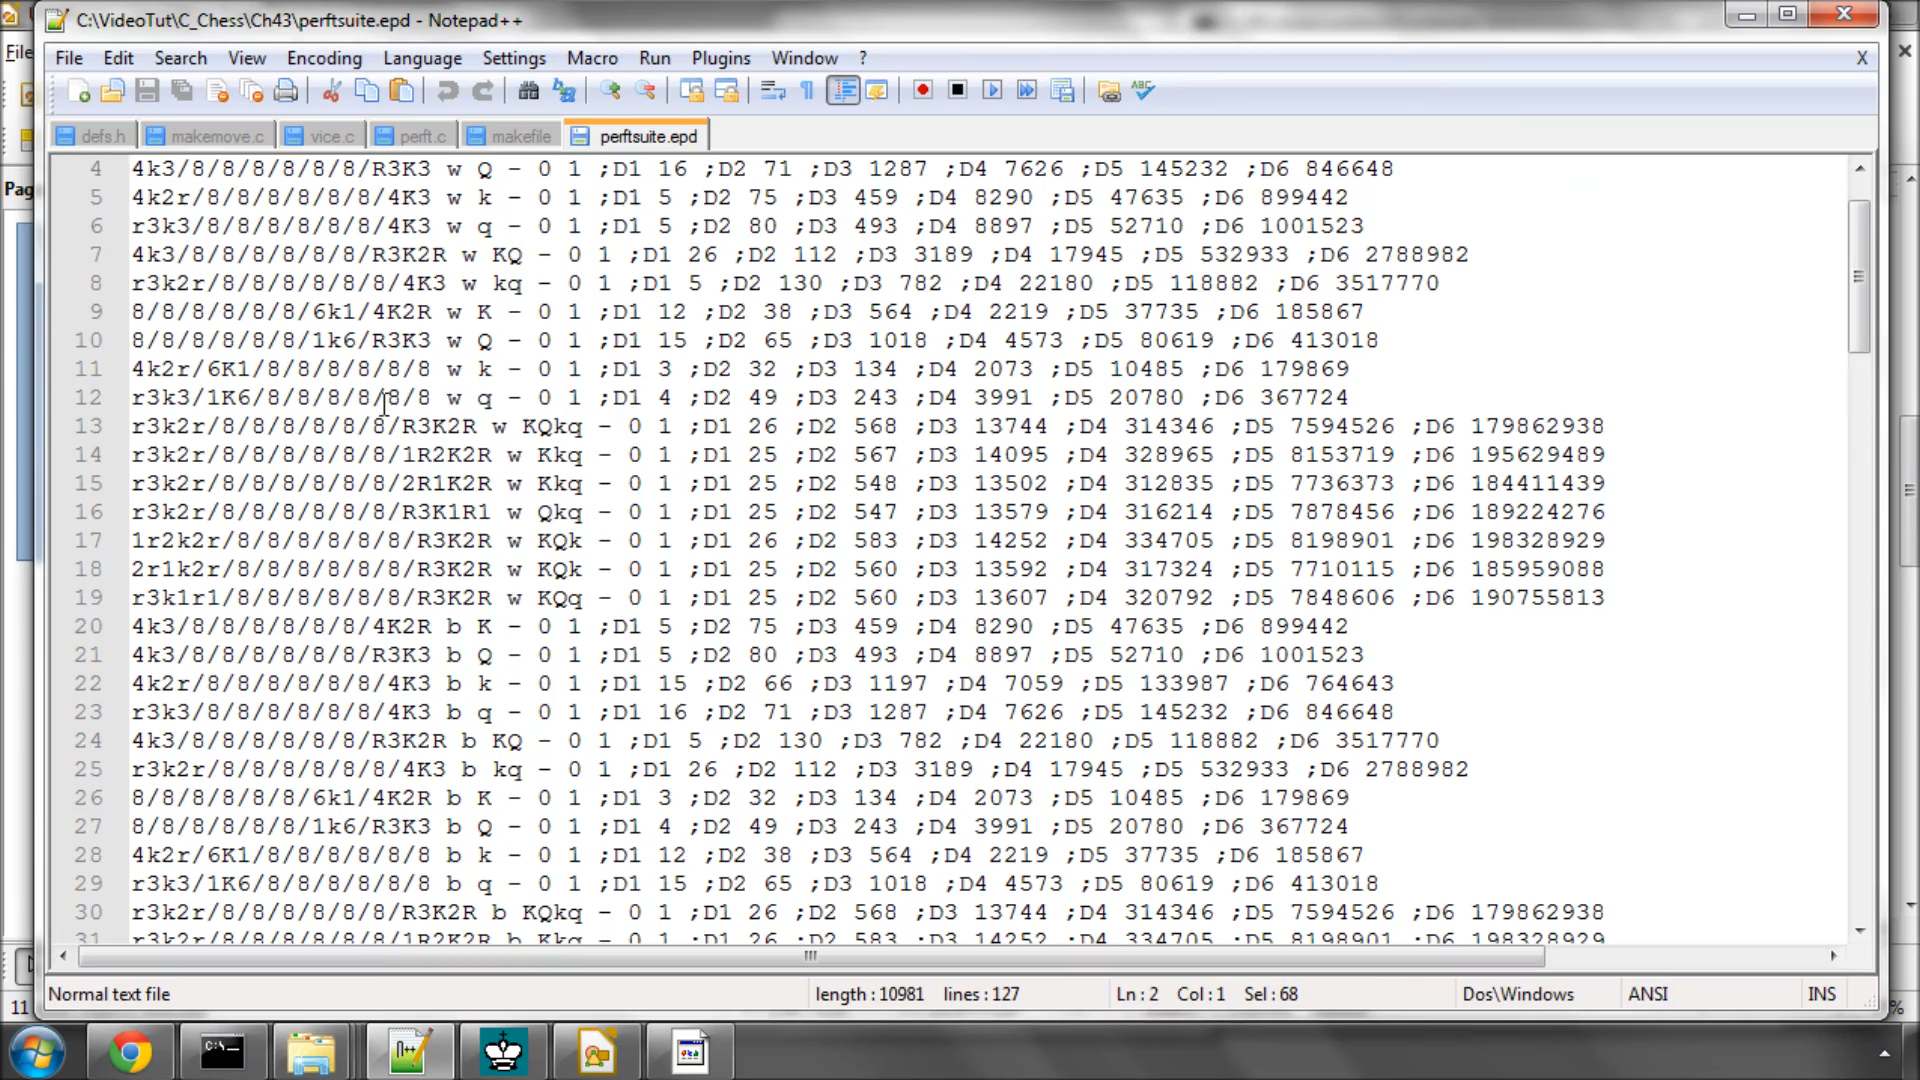 C:\VideoTut\C_Chess\Ch43\perftsuite.epd - Notepad++
File Edit Search View Encoding Language Settings Macro Run Plugins Window ? X
defs.h makemove.c vice.c perft.c makefile perftsuite.epd
4 4k3/8/8/8/8/8/8/R3K3 w Q - 0 1 ;D1 16 ;D2 71 ;D3 1287 ;D4 7626 ;D5 145232 ;D6 846648
5 4k2r/8/8/8/8/8/8/4K3 w k - 0 1 ;D1 5 ;D2 75 ;D3 459 ;D4 8290 ;D5 47635 ;D6 899442
6 r3k3/8/8/8/8/8/8/4K3 w q - 0 1 ;D1 5 ;D2 80 ;D3 493 ;D4 8897 ;D5 52710 ;D6 1001523
7 4k3/8/8/8/8/8/8/R3K2R w KQ - 0 1 ;D1 26 ;D2 112 ;D3 3189 ;D4 17945 ;D5 532933 ;D6 2788982
8 r3k2r/8/8/8/8/8/8/4K3 w kq - 0 1 ;D1 5 ;D2 130 ;D3 782 ;D4 22180 ;D5 118882 ;D6 3517770
9 8/8/8/8/8/8/6k1/4K2R w K - 0 1 ;D1 12 ;D2 38 ;D3 564 ;D4 2219 ;D5 37735 ;D6 185867
10 8/8/8/8/8/8/1k6/R3K3 w Q - 0 1 ;D1 15 ;D2 65 ;D3 1018 ;D4 4573 ;D5 80619 ;D6 413018
11 4k2r/6K1/8/8/8/8/8/8 w k - 0 1 ;D1 3 ;D2 32 ;D3 134 ;D4 2073 ;D5 10485 ;D6 179869
12 r3k3/1K6/8/8/8/8/8/8 w q - 0 1 ;D1 4 ;D2 49 ;D3 243 ;D4 3991 ;D5 20780 ;D6 367724
13 r3k2r/8/8/8/8/8/8/R3K2R w KQkq - 0 1 ;D1 26 ;D2 568 ;D3 13744 ;D4 314346 ;D5 7594526 ;D6 179862938
14 r3k2r/8/8/8/8/8/8/1R2K2R w Kkq - 0 1 ;D1 25 ;D2 567 ;D3 14095 ;D4 328965 ;D5 8153719 ;D6 195629489
15 r3k2r/8/8/8/8/8/8/2R1K2R w Kkq - 0 1 ;D1 25 ;D2 548 ;D3 13502 ;D4 312835 ;D5 7736373 ;D6 184411439
16 r3k2r/8/8/8/8/8/8/R3K1R1 w Qkq - 0 1 ;D1 25 ;D2 547 ;D3 13579 ;D4 316214 ;D5 7878456 ;D6 189224276
17 1r2k2r/8/8/8/8/8/8/R3K2R w KQk - 0 1 ;D1 26 ;D2 583 ;D3 14252 ;D4 334705 ;D5 8198901 ;D6 198328929
18 2r1k2r/8/8/8/8/8/8/R3K2R w KQk - 0 1 ;D1 25 ;D2 560 ;D3 13592 ;D4 317324 ;D5 7710115 ;D6 185959088
19 r3k1r1/8/8/8/8/8/8/R3K2R w KQq - 0 1 ;D1 25 ;D2 560 ;D3 13607 ;D4 320792 ;D5 7848606 ;D6 190755813
20 4k3/8/8/8/8/8/8/4K2R b K - 0 1 ;D1 5 ;D2 75 ;D3 459 ;D4 8290 ;D5 47635 ;D6 899442
21 4k3/8/8/8/8/8/8/R3K3 b Q - 0 1 ;D1 5 ;D2 80 ;D3 493 ;D4 8897 ;D5 52710 ;D6 1001523
22 4k2r/8/8/8/8/8/8/4K3 b k - 0 1 ;D1 15 ;D2 66 ;D3 1197 ;D4 7059 ;D5 133987 ;D6 764643
23 r3k3/8/8/8/8/8/8/4K3 b q - 0 1 ;D1 16 ;D2 71 ;D3 1287 ;D4 7626 ;D5 145232 ;D6 846648
24 4k3/8/8/8/8/8/8/R3K2R b KQ - 0 1 ;D1 5 ;D2 130 ;D3 782 ;D4 22180 ;D5 118882 ;D6 3517770
25 r3k2r/8/8/8/8/8/8/4K3 b kq - 0 1 ;D1 26 ;D2 112 ;D3 3189 ;D4 17945 ;D5 532933 ;D6 2788982
26 8/8/8/8/8/8/6k1/4K2R b K - 0 1 ;D1 3 ;D2 32 ;D3 134 ;D4 2073 ;D5 10485 ;D6 179869
27 8/8/8/8/8/8/1k6/R3K3 b Q - 0 1 ;D1 4 ;D2 49 ;D3 243 ;D4 3991 ;D5 20780 ;D6 367724
28 4k2r/6K1/8/8/8/8/8/8 b k - 0 1 ;D1 12 ;D2 38 ;D3 564 ;D4 2219 ;D5 37735 ;D6 185867
29 r3k3/1K6/8/8/8/8/8/8 b q - 0 1 ;D1 15 ;D2 65 ;D3 1018 ;D4 4573 ;D5 80619 ;D6 413018
30 r3k2r/8/8/8/8/8/8/R3K2R b KQkq - 0 1 ;D1 26 ;D2 568 ;D3 13744 ;D4 314346 ;D5 7594526 ;D6 179862938
31 r3k2r/8/8/8/8/8/8/1R2K2R b Kkq - 0 1 ;D1 26 ;D2 583 ;D3 14252 ;D4 334705 ;D5 8198901 ;D6 198328929
Normal text file length : 10981 lines : 127 Ln : 2 Col : 1 Sel : 68 Dos\Windows ANSI INS